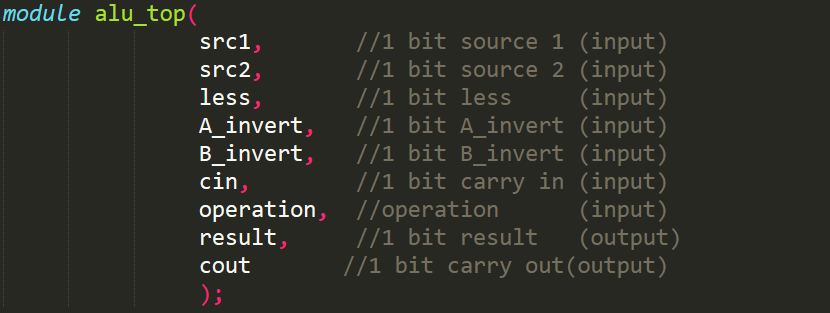 module alu_top(
src1, //1 bit source 1 (input)
src2, //1 bit source 2 (input)
less, //1 bit less (input)
A_invert, //1 bit A_invert (input)
B_invert, //1 bit B_invert (input)
cin, //1 bit carry in (input)
operation, //operation (input)
result, //1 bit result (output)
cout //1 bit carry out(output)
);